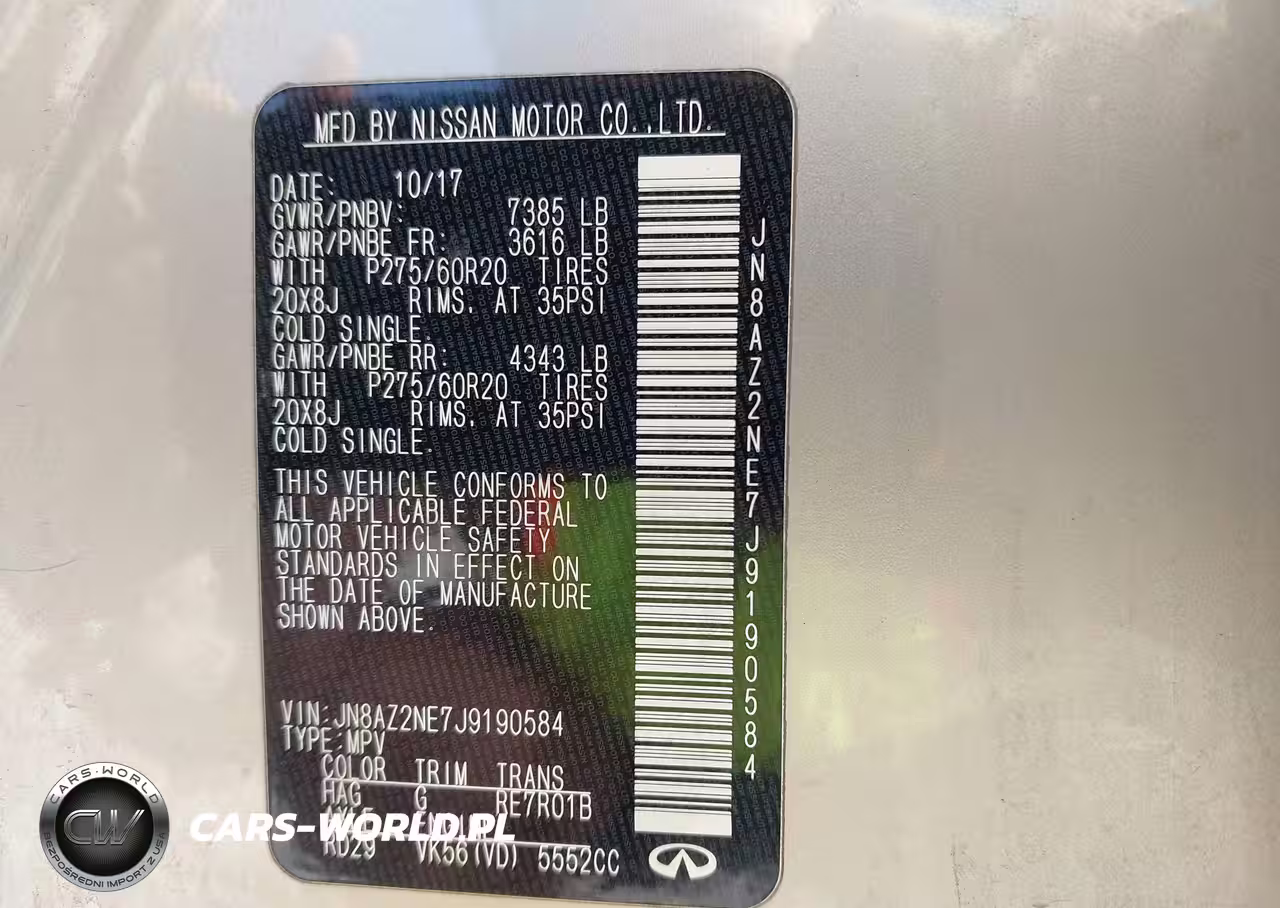 MFD BY NISSAN MOTOR CO.,LTD.
DATE: 10/17
GVWR/PNBV: 7385 LB
GAWR/PNBE FR: 3616 LB
WITH P275/60R20 TIRES
20X8J RIMS. AT 35PSI
COLD SINGLE.
GAWR/PNBE RR: 4343 LB
WITH P275/60R20 TIRES
20X8J RIMS. AT 35PSI
COLD SINGLE.
THIS VEHICLE CONFORMS TO
ALL APPLICABLE FEDERAL
MOTOR VEHICLE SAFETY
STANDARDS IN EFFECT ON
THE DATE OF MANUFACTURE
SHOWN ABOVE.
VIN:JN8AZ2NE7J9190584
TYPE:MPV
COLOR TRIM TRANS
HAG G RE7R01B
VK56(VD) 5552CC
JN8AZ2NE7J9190584
CARS-WORLD
CW
BEZPOŚREDNI IMPORT Z USA
CARS-WORLD.PL